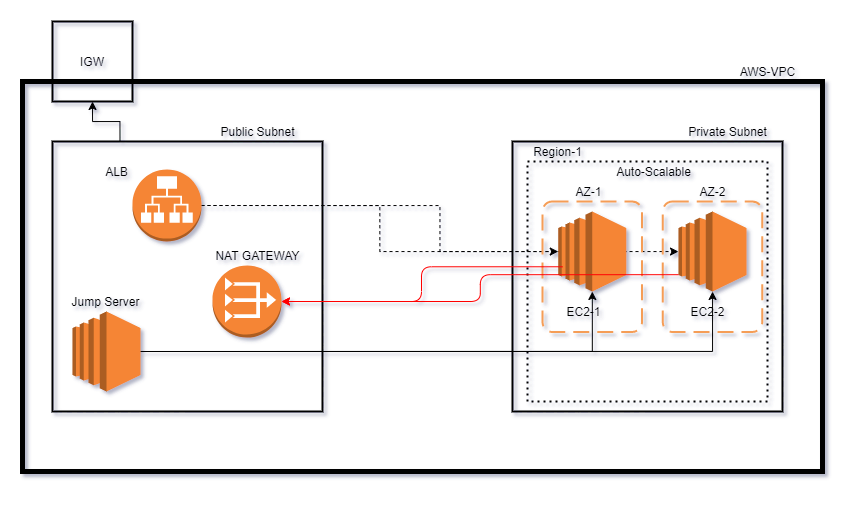 IGW
AWS-VPC
Public Subnet
Private Subnet
Region-1
ALB
Auto-Scalable
AZ-1
AZ-2
NAT GATEWAY
Jump Server
EC2-1
EC2-2